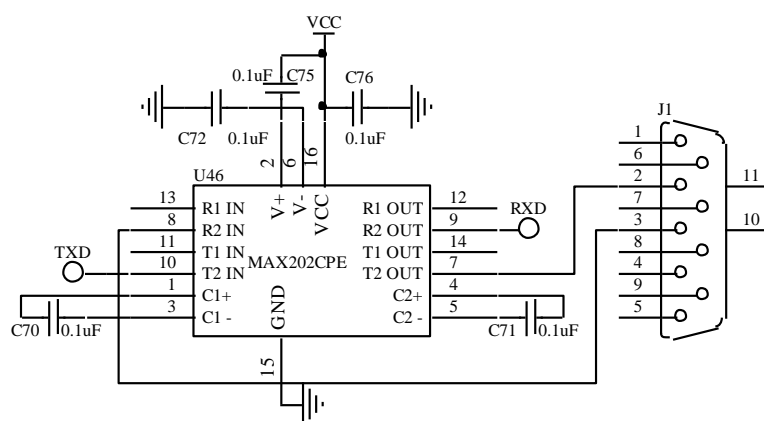 VCC
0.1uF C75
C76
C72 0.1uF 0.1uF
2 6 16
U46
V+ V- VCC
13 R1 IN R1 OUT 12
8 R2 IN R2 OUT 9 RXD
11 T1 IN T1 OUT 14
TXD 10 T2 IN MAX202CPE T2 OUT 7
1 C1+ C2+ 4
3 C1 - C2 - 5
C70 0.1uF
C71 0.1uF
GND
15
J1
1
6
2 11
7
3 10
8
4
9
5